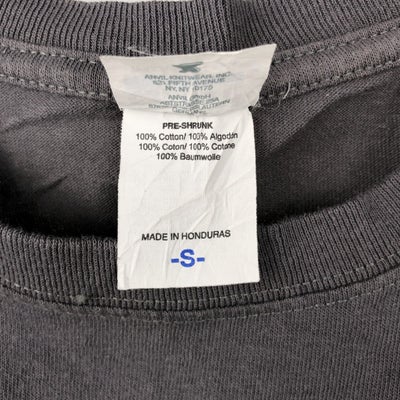 ANVIL KNITWEAR, INC.
FIFTH AVENUE
NY, NY 10175
PRE-SHRUNK
100% Cotton/ 100% Algodón
100% Coton/ 100% Cotone
100% Baumwolle
MADE IN HONDURAS
-S-